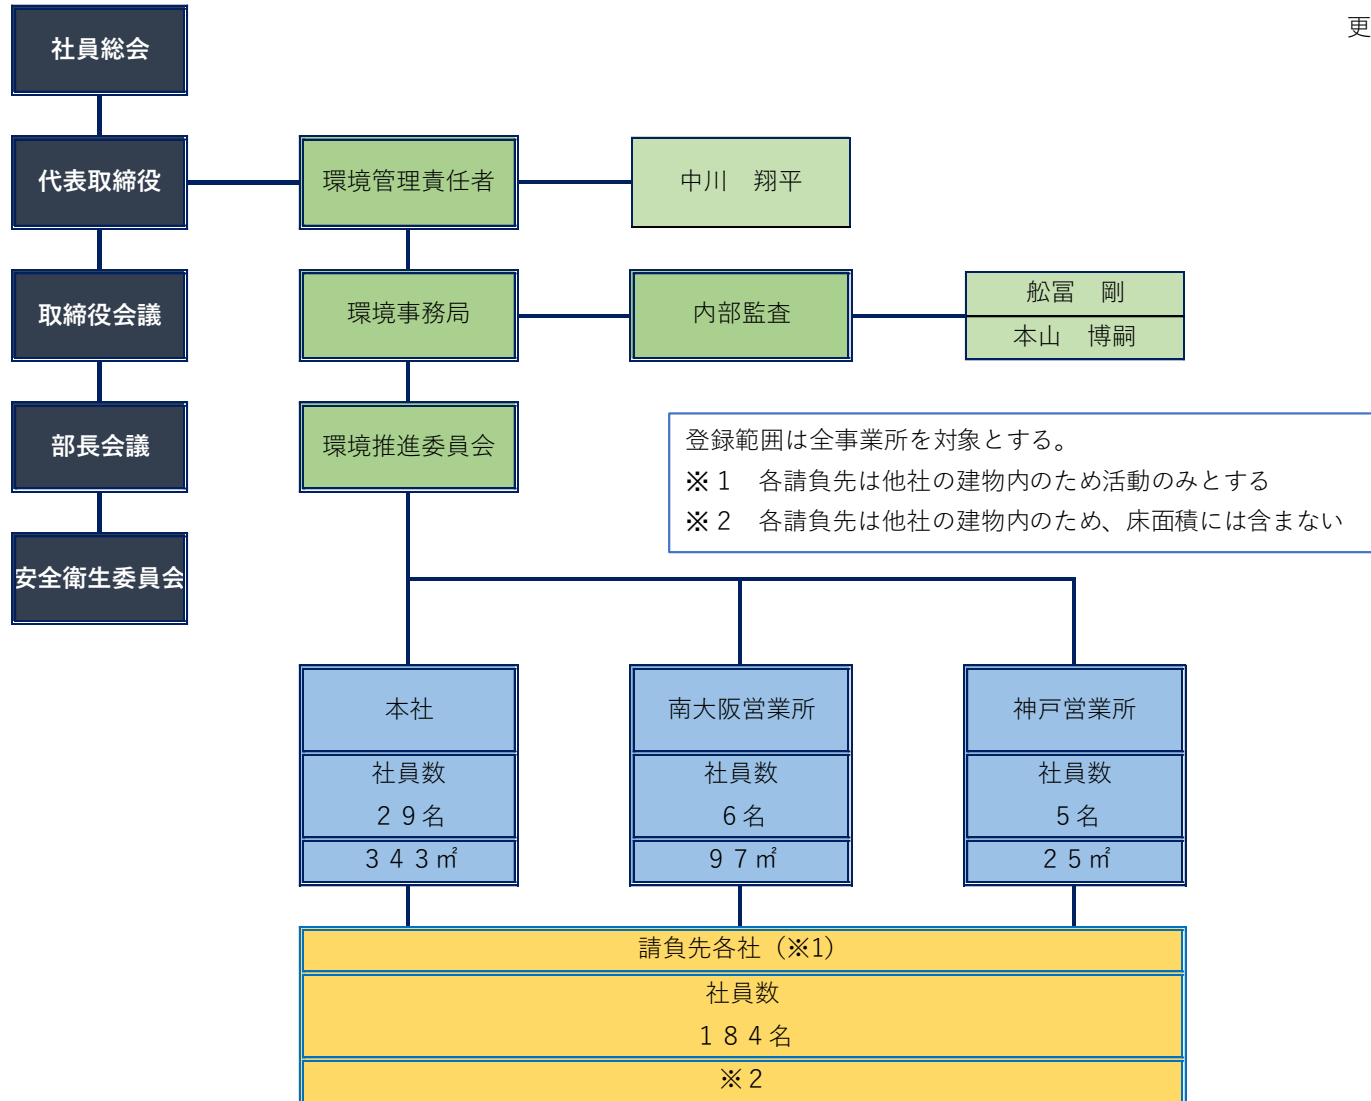 更
社員総会
代表取締役
環境管理責任者
中川　翔平
取締役会議
環境事務局
内部監査
舩冨　剛
本山　博嗣
部長会議
環境推進委員会
登録範囲は全事業所を対象とする。
※１　各請負先は他社の建物内のため活動のみとする
※２　各請負先は他社の建物内のため、床面積には含まない
安全衛生委員会
本社
社員数
２９名
３４３㎡
南大阪営業所
社員数
６名
９７㎡
神戸営業所
社員数
５名
２５㎡
請負先各社（※1）
社員数
１８４名
※２